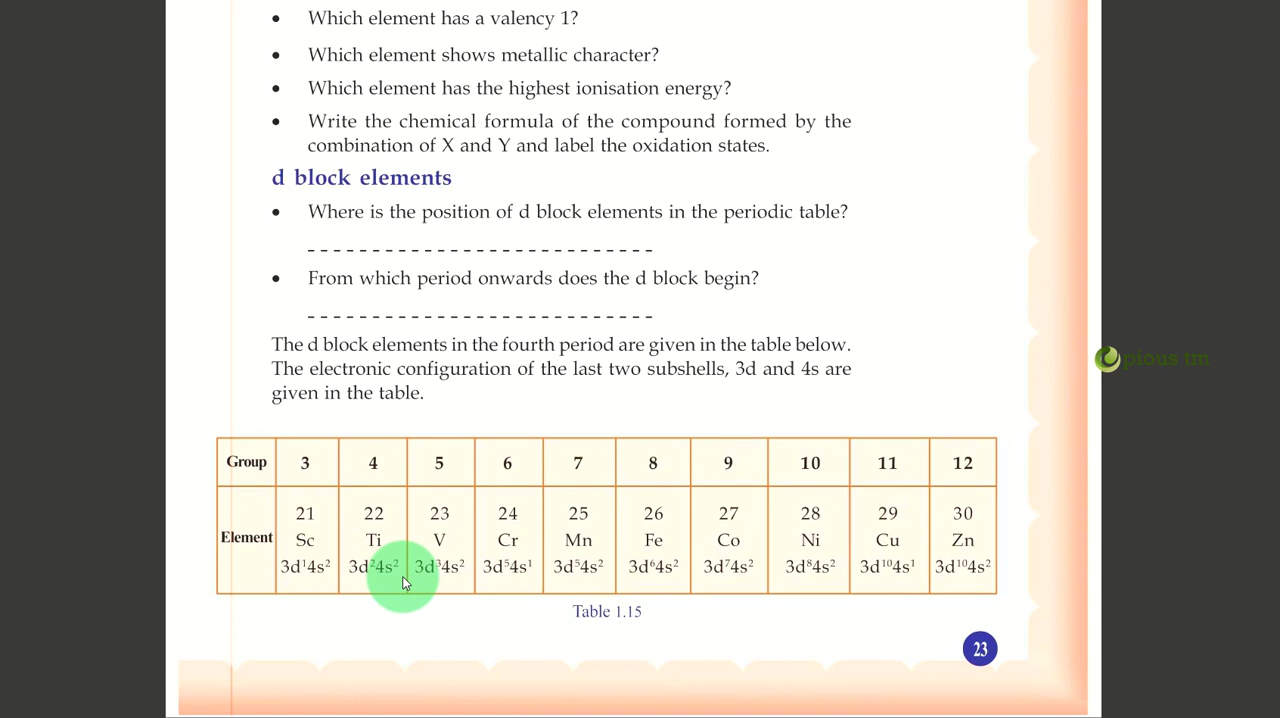 • Which element has a valency 1?
• Which element shows metallic character?
• Which element has the highest ionisation energy?
• Write the chemical formula of the compound formed by the
combination of X and Y and label the oxidation states.
d block elements
• Where is the position of d block elements in the periodic table?
• From which period onwards does the d block begin?
The d block elements in the fourth period are given in the table below.
The electronic configuration of the last two subshells, 3d and 4s are
given in the table.
Group 3 4 5 6 7 8 9 10 11 12
21 22 23 24 25 26 27 28 29 30
Element Sc Ti V Cr Mn Fe Co Ni Cu Zn
3d¹4s² 3d²4s² 3d³4s² 3d⁵4s¹ 3d⁵4s² 3d⁶4s² 3d⁷4s² 3d⁸4s² 3d¹⁰4s¹ 3d¹⁰4s²
Table 1.15
23
pious tm